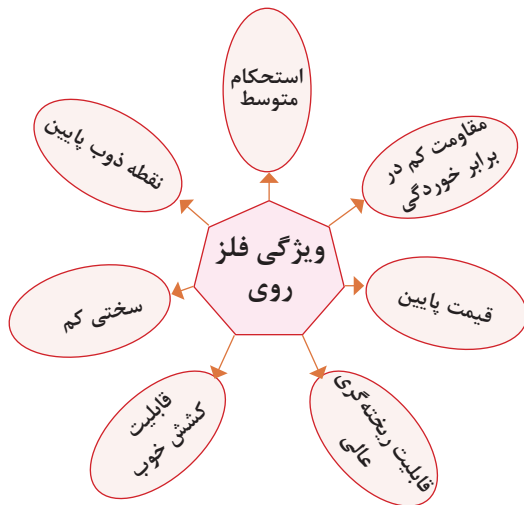 استحکام
متوسط
مقاومت کم در
برابر خوردگی
نقطه ذوب پایین
ویژگی فلز
روی
قیمت پایین
سختی کم
قابلیت ریخته‌گری
عالی
قابلیت
کشش خوب